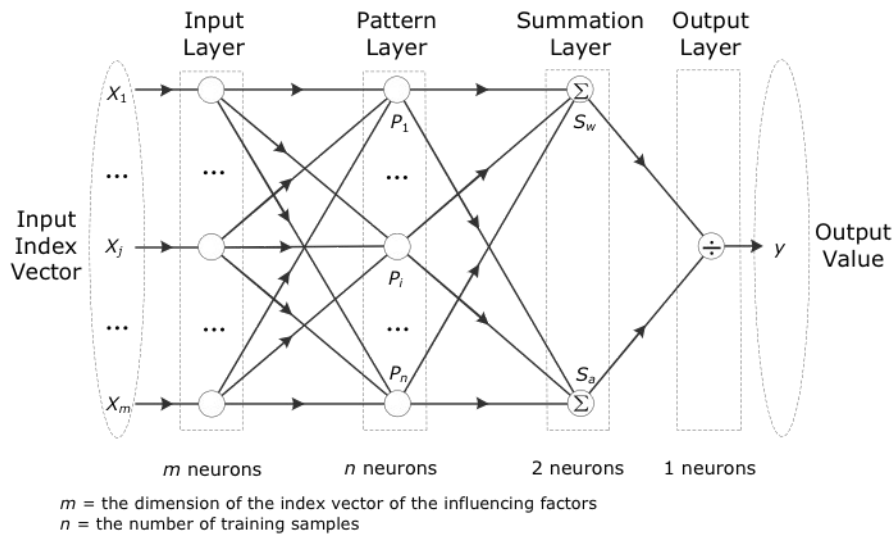 Input Layer
Pattern Layer
Summation Layer
Output Layer
X1
P1
Σ
Sw
...
...
...
Input Index Vector
Xj
Pi
÷
y
Output Value
...
...
...
Xm
Pn
Sa
Σ
m neurons
n neurons
2 neurons
1 neurons
m = the dimension of the index vector of the influencing factors
n = the number of training samples